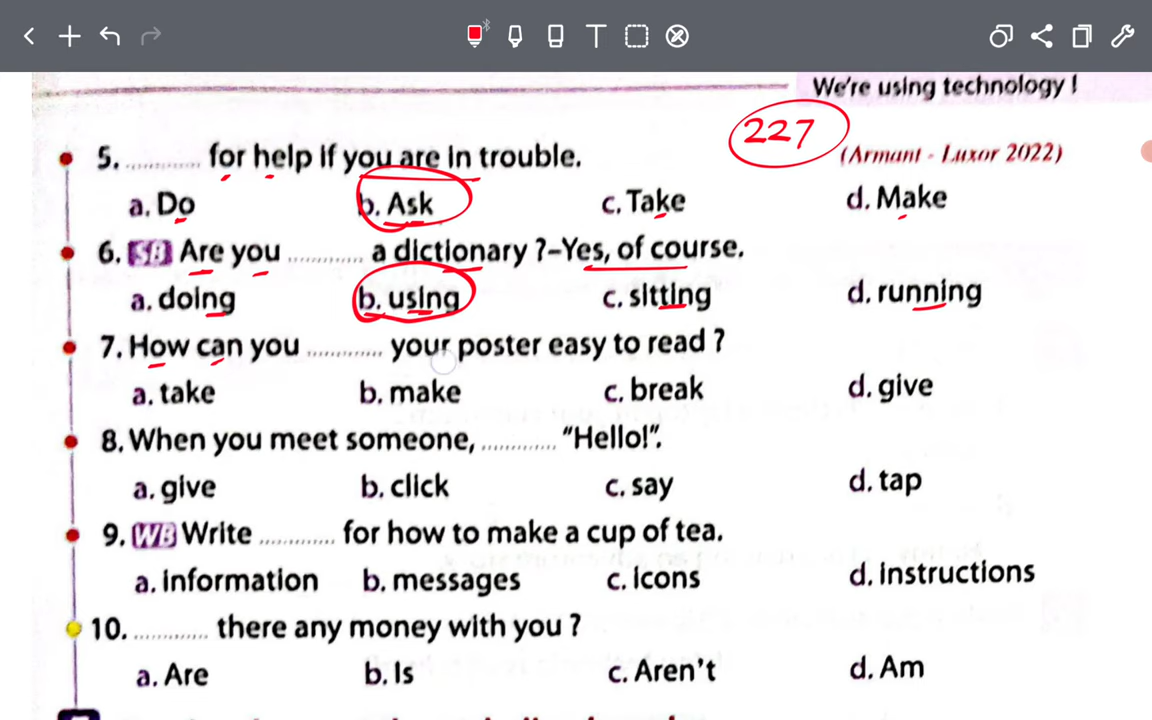 We're using technology !
227
5. ............ for help if you are in trouble. (Armant - Luxor 2022)
a. Do b. Ask c. Take d. Make
6. SB Are you ............ a dictionary ?–Yes, of course.
a. doing b. using c. sitting d. running
7. How can you ............ your poster easy to read ?
a. take b. make c. break d. give
8. When you meet someone, ............ “Hello!”.
a. give b. click c. say d. tap
9. WB Write ............ for how to make a cup of tea.
a. information b. messages c. icons d. instructions
10. ............ there any money with you ?
a. Are b. Is c. Aren't d. Am